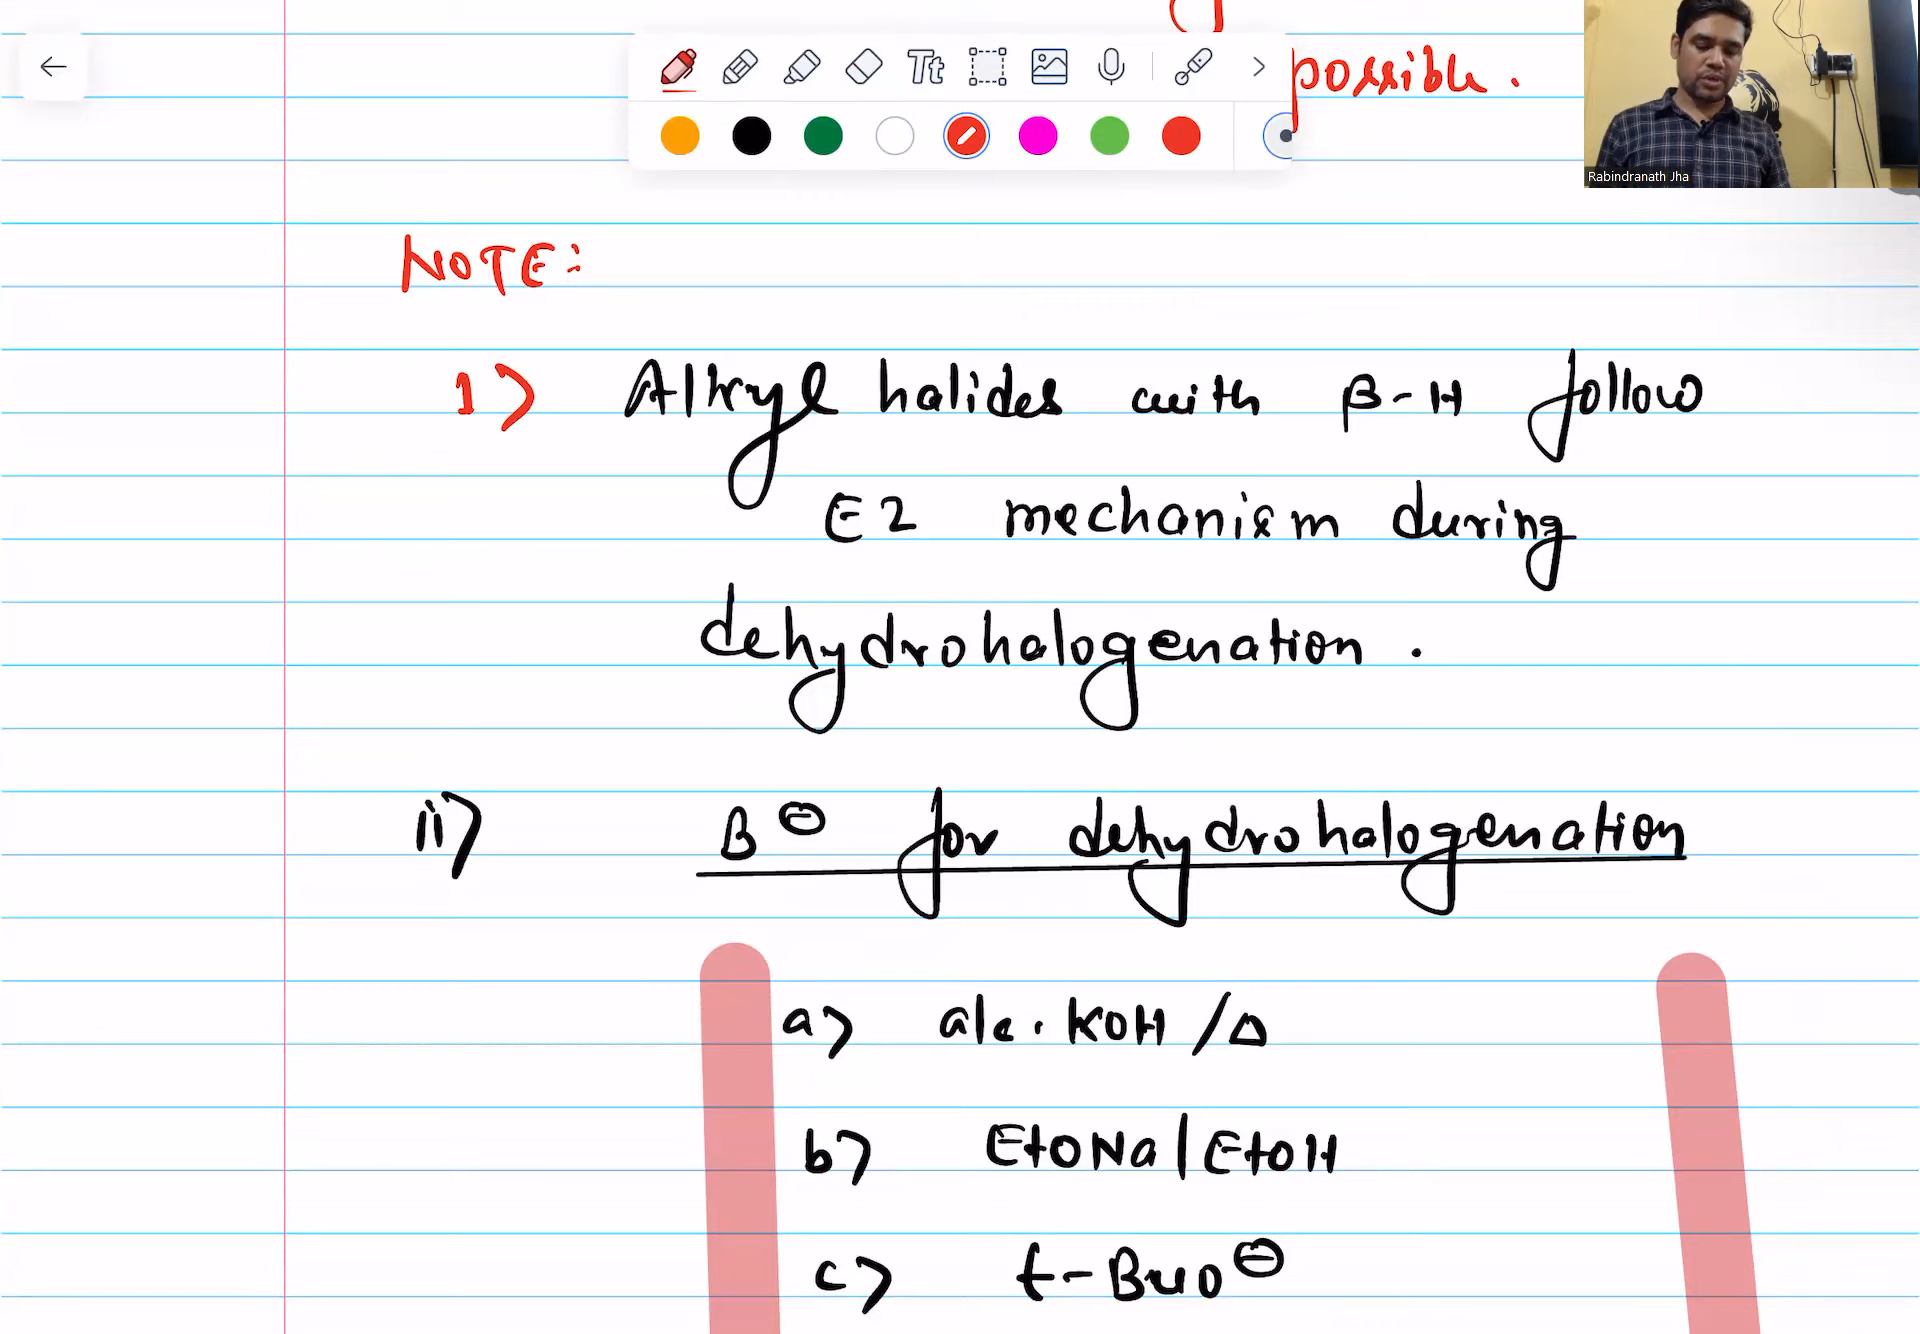 possible.
Tt
Rabindranath Jha
NOTE:
1) Alkyl halides with β-H follow
E2 mechanism during
dehydrohalogenation.
ii) B⊖ for dehydrohalogenation
a) alc. KOH /Δ
b) EtONa/EtOH
c) t-BuO⊖